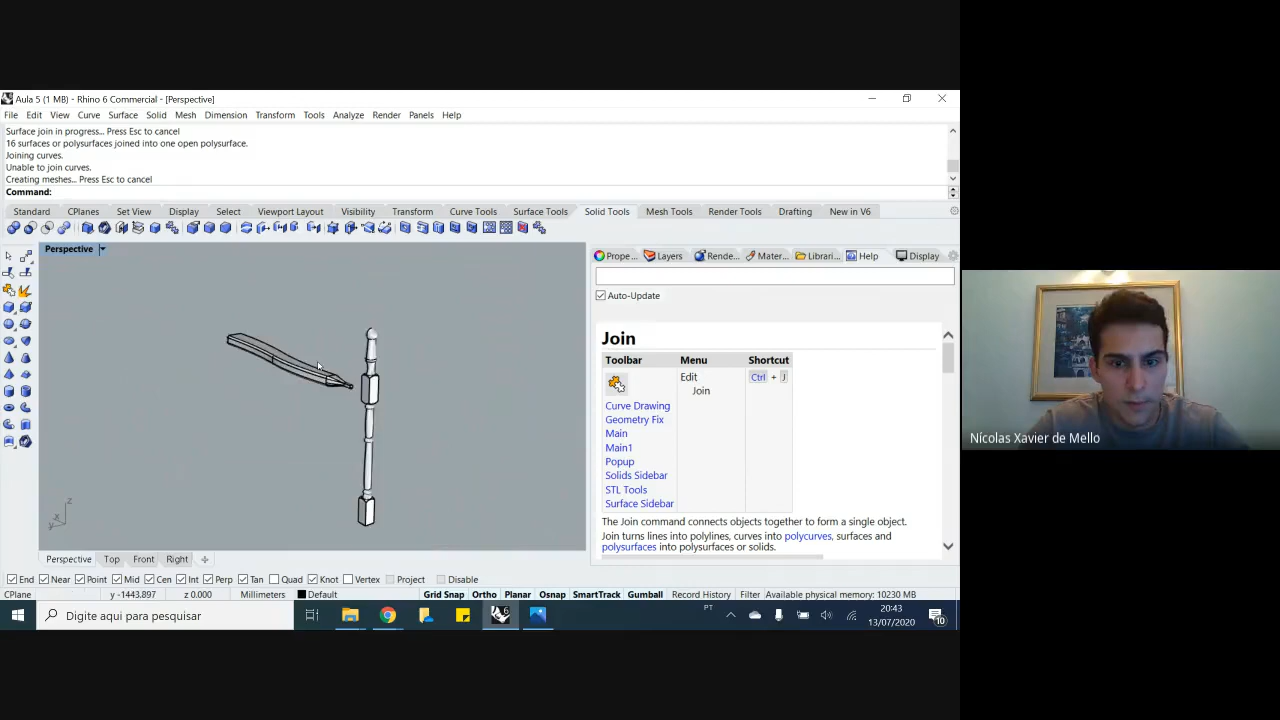 Aula 5 (1 MB) - Rhino 6 Commercial - [Perspective]
File Edit View Curve Surface Solid Mesh Dimension Transform Tools Analyze Render Panels Help
Surface join in progress... Press Esc to cancel
16 surfaces or polysurfaces joined into one open polysurface.
Joining curves.
Unable to join curves.
Creating meshes... Press Esc to cancel
Command:
Standard CPlanes Set View Display Select Viewport Layout Visibility Transform Curve Tools Surface Tools Solid Tools Mesh Tools Render Tools Drafting New in V6
Perspective
Prope... Layers Rende... Mater... Librari... Help Display
Auto-Update
Join
Toolbar Menu Shortcut
Edit Ctrl + J
Join
Curve Drawing
Geometry Fix
Main
Main1
Popup
Solids Sidebar
STL Tools
Surface Sidebar
The Join command connects objects together to form a single object.
Join turns lines into polylines, curves into polycurves, surfaces and
polysurfaces into polysurfaces or solids.
z
x
y
Perspective Top Front Right
End Near Point Mid Cen Int Perp Tan Quad Knot Vertex Project Disable
CPlane y -1443.897 z 0.000 Millimeters Default Grid Snap Ortho Planar Osnap SmartTrack Gumball Record History Filter Available physical memory: 10230 MB
Digite aqui para pesquisar
PT
20:43
13/07/2020
10
Nícolas Xavier de Mello